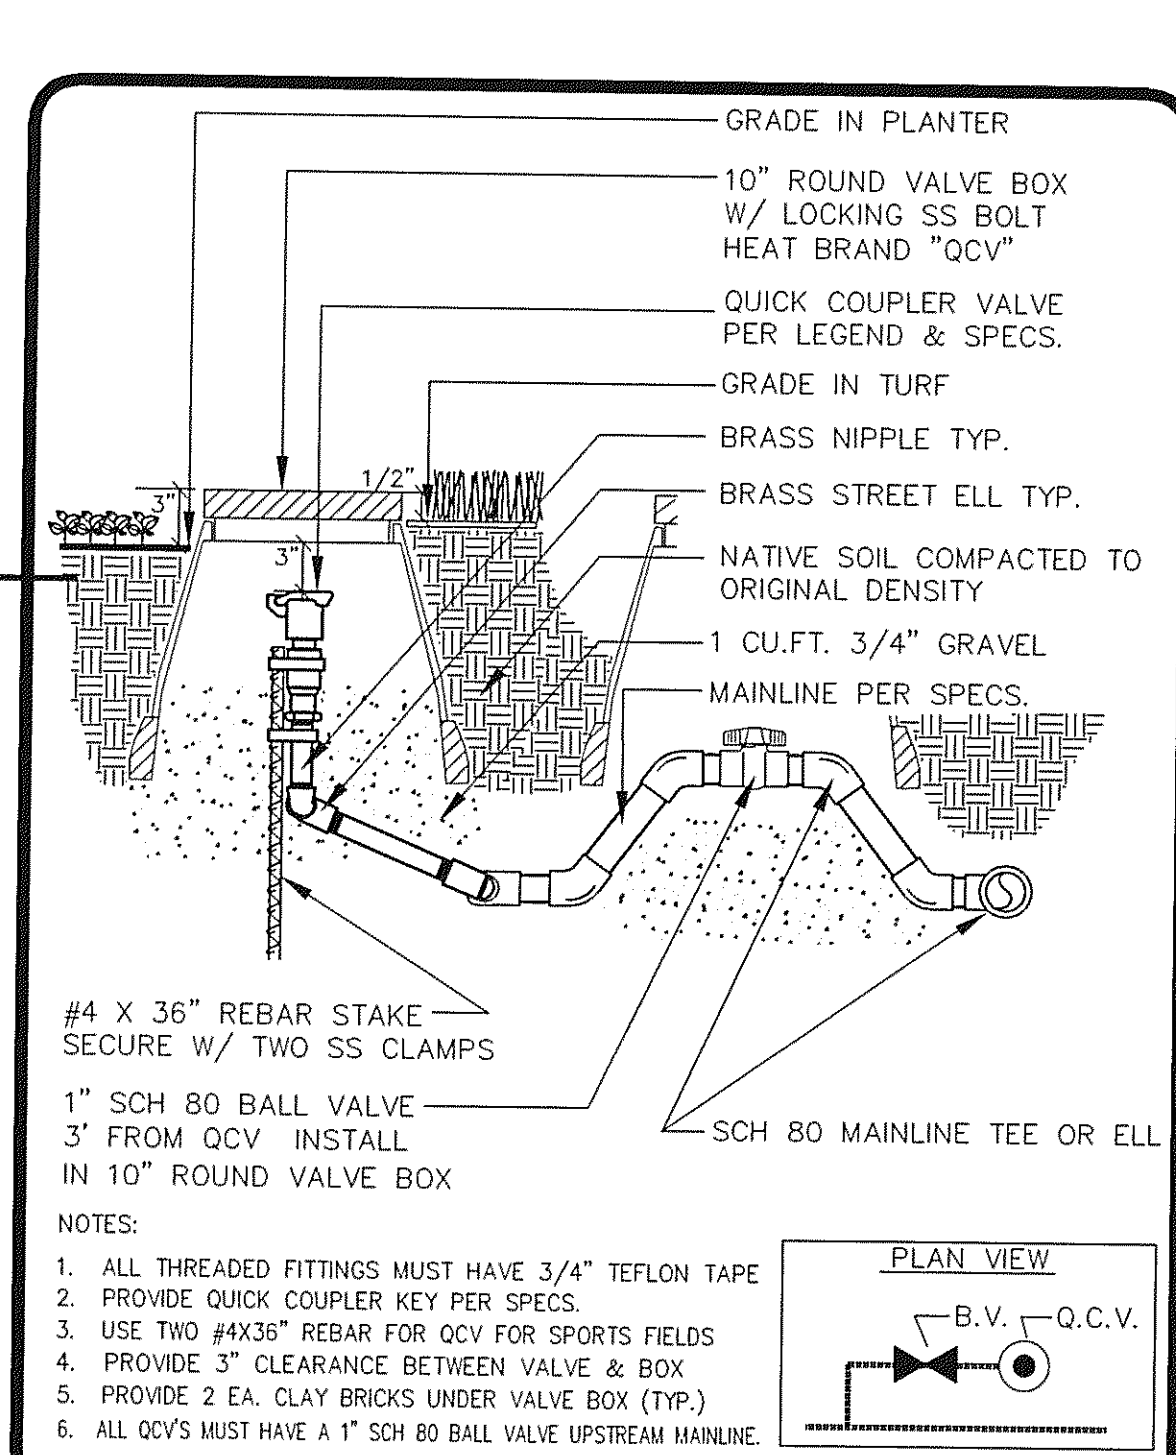 GRADE IN PLANTER
10" ROUND VALVE BOX
W/ LOCKING SS BOLT
HEAT BRAND "QCV"
QUICK COUPLER VALVE
PER LEGEND & SPECS.
GRADE IN TURF
BRASS NIPPLE TYP.
1/2"
3"
BRASS STREET ELL TYP.
3"
NATIVE SOIL COMPACTED TO
ORIGINAL DENSITY
1 CU.FT. 3/4" GRAVEL
MAINLINE PER SPECS.
#4 X 36" REBAR STAKE
SECURE W/ TWO SS CLAMPS
1" SCH 80 BALL VALVE
3' FROM QCV INSTALL
IN 10" ROUND VALVE BOX
SCH 80 MAINLINE TEE OR ELL
NOTES:
1. ALL THREADED FITTINGS MUST HAVE 3/4" TEFLON TAPE
2. PROVIDE QUICK COUPLER KEY PER SPECS.
3. USE TWO #4X36" REBAR FOR QCV FOR SPORTS FIELDS
4. PROVIDE 3" CLEARANCE BETWEEN VALVE & BOX
5. PROVIDE 2 EA. CLAY BRICKS UNDER VALVE BOX (TYP.)
6. ALL QCV'S MUST HAVE A 1" SCH 80 BALL VALVE UPSTREAM MAINLINE.
PLAN VIEW
B.V. Q.C.V.